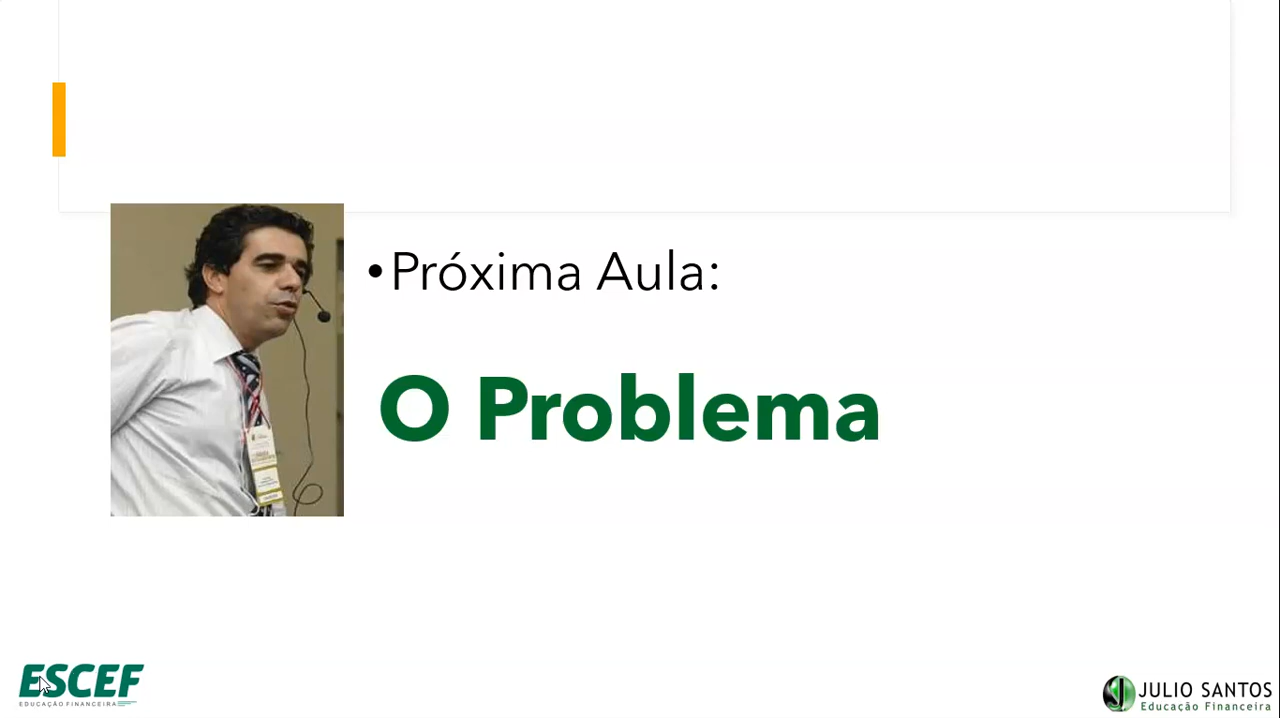 • Próxima Aula:
O Problema
ESCEF
EDUCAÇÃO FINANCEIRA
JULIO SANTOS
Educação Financeira